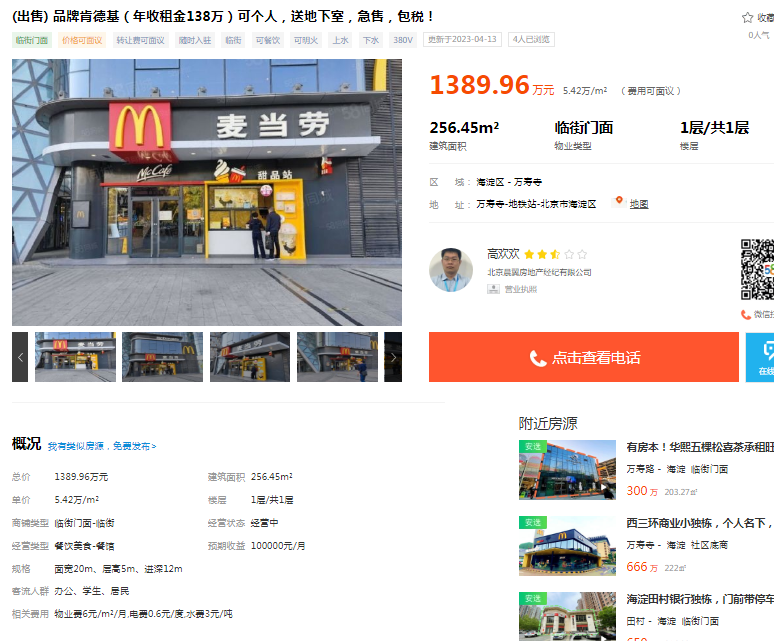 (出售) 品牌肯德基（年收租金138万）可个人，送地下室，急售，包税！
收藏
临街门面 价格可面议 转让费可面议 随时入驻 临街 可餐饮 可明火 上水 下水 380V 更新于2023-04-13 4人已浏览
0人气
麦当劳
McCafé
甜品站
1389.96万元 5.42万/m² （费用可面议）
256.45m² 临街门面 1层/共1层
建筑面积 物业类型 楼层
区 域： 海淀区 - 万寿寺
地 址： 万寿寺-地铁站-北京市海淀区 地图
高欢欢
北京晨翼房地产经纪有限公司
营业执照
58
微信扫
点击查看电话
在线
麦当劳
概况 我有类似房源，免费发布>
总价 1389.96万元 建筑面积 256.45m²
单价 5.42万/m² 楼层 1层/共1层
商铺类型 临街门面-临街 经营状态 经营中
经营类型 餐饮美食-餐馆 预期收益 100000元/月
规格 面宽20m、层高5m、进深12m
客流人群 办公、学生、居民
相关费用 物业费6元/m²/月,电费0.6元/度,水费3元/吨
附近房源
安选
有房本！华熙五棵松喜茶承租旺
万寿路 - 海淀 临街门面
300万 203.27㎡
安选
西三环商业小独栋，个人名下，
万寿寺 - 海淀 社区底商
666万 222㎡
安选
海淀田村银行独栋，门前带停车
田村 - 海淀 临街门面
650